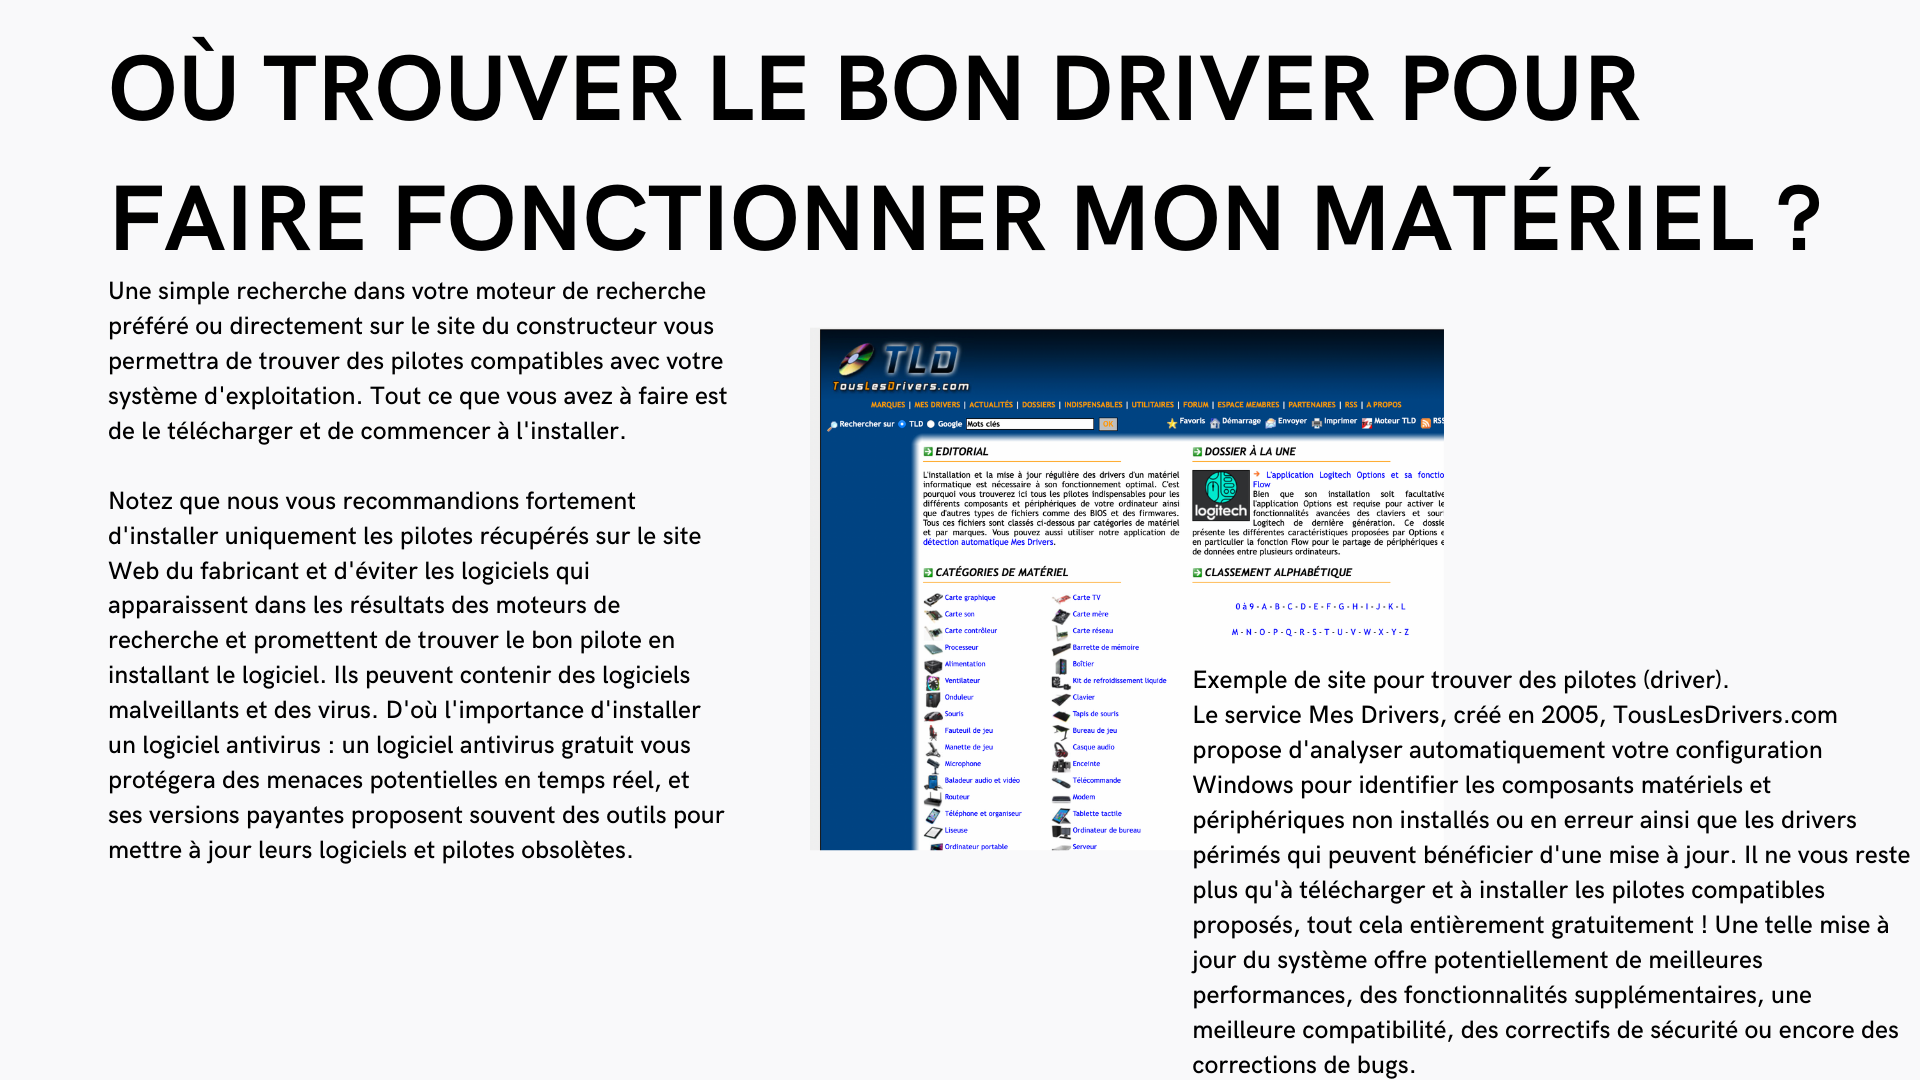 OÙ TROUVER LE BON DRIVER POUR
FAIRE FONCTIONNER MON MATÉRIEL ?
Une simple recherche dans votre moteur de recherche
préféré ou directement sur le site du constructeur vous
permettra de trouver des pilotes compatibles avec votre
système d'exploitation. Tout ce que vous avez à faire est
de le télécharger et de commencer à l'installer.
Notez que nous vous recommandions fortement
d'installer uniquement les pilotes récupérés sur le site
Web du fabricant et d'éviter les logiciels qui
apparaissent dans les résultats des moteurs de
recherche et promettent de trouver le bon pilote en
installant le logiciel. Ils peuvent contenir des logiciels
malveillants et des virus. D'où l'importance d'installer
un logiciel antivirus : un logiciel antivirus gratuit vous
protégera des menaces potentielles en temps réel, et
ses versions payantes proposent souvent des outils pour
mettre à jour leurs logiciels et pilotes obsolètes.
TLD
TousLesDrivers.com
MARQUES | MES DRIVERS | ACTUALITÉS | DOSSIERS | INDISPENSABLES | UTILITAIRES | FORUM | ESPACE MEMBRES | PARTENAIRES | RSS | A PROPOS
Rechercher sur TLD Google Mots clés OK Favoris Démarrage Envoyer Imprimer Moteur TLD RSS
EDITORIAL
L'installation et la mise à jour régulière des drivers d'un matériel
informatique est nécessaire à son fonctionnement optimal. C'est
pourquoi vous trouverez ici tous les pilotes indispensables pour les
différents composants et périphériques de votre ordinateur ainsi
que d'autres types de fichiers comme des BIOS et des firmwares.
Tous ces fichiers sont classés ci-dessous par catégories de matériel
et par marques. Vous pouvez aussi utiliser notre application de
détection automatique Mes Drivers.
DOSSIER À LA UNE
logitech
L'application Logitech Options et sa fonctio
Flow
Bien que son installation soit facultative
l'application Options est requise pour activer le
fonctionnalités avancées des claviers et sour
Logitech de dernière génération. Ce dossie
présente les différentes caractéristiques proposées par Options e
en particulier la fonction Flow pour le partage de périphériques e
de données entre plusieurs ordinateurs.
CATÉGORIES DE MATÉRIEL
Carte graphique Carte TV
Carte son Carte mère
Carte contrôleur Carte réseau
Processeur Barrette de mémoire
Alimentation Boîtier
Ventilateur Kit de refroidissement liquide
Onduleur Clavier
Souris Tapis de souris
Fauteuil de jeu Bureau de jeu
Manette de jeu Casque audio
Microphone Enceinte
Baladeur audio et vidéo Télécommande
Routeur Modem
Téléphone et organiseur Tablette tactile
Liseuse Ordinateur de bureau
Ordinateur portable Serveur
CLASSEMENT ALPHABÉTIQUE
0 à 9 - A - B - C - D - E - F - G - H - I - J - K - L
M - N - O - P - Q - R - S - T - U - V - W - X - Y - Z
Exemple de site pour trouver des pilotes (driver).
Le service Mes Drivers, créé en 2005, TousLesDrivers.com
propose d'analyser automatiquement votre configuration
Windows pour identifier les composants matériels et
périphériques non installés ou en erreur ainsi que les drivers
périmés qui peuvent bénéficier d'une mise à jour. Il ne vous reste
plus qu'à télécharger et à installer les pilotes compatibles
proposés, tout cela entièrement gratuitement ! Une telle mise à
jour du système offre potentiellement de meilleures
performances, des fonctionnalités supplémentaires, une
meilleure compatibilité, des correctifs de sécurité ou encore des
corrections de bugs.